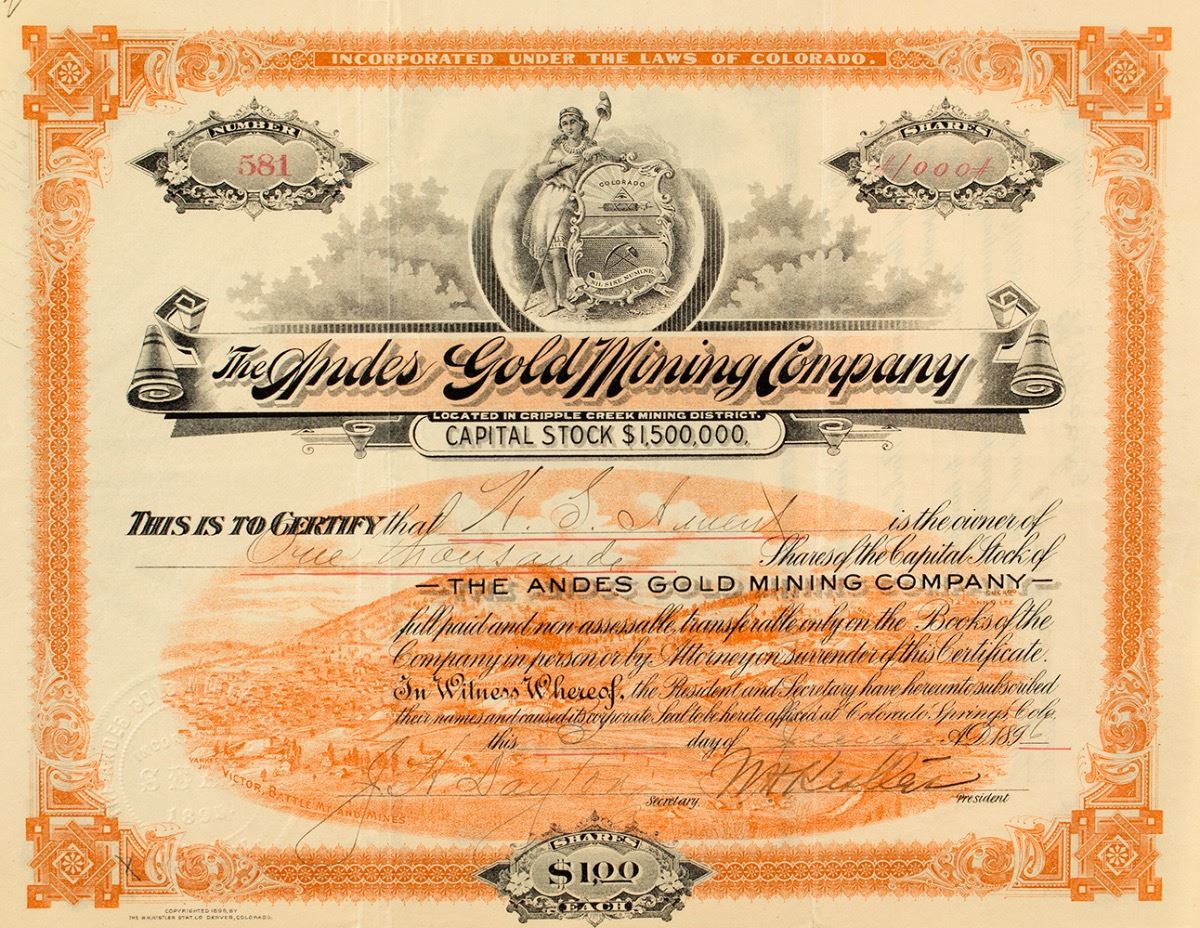 INCORPORATED UNDER THE LAWS OF COLORADO.
NUMBER
581
SHARES
#1000#
COLORADO
NIL SINE NUMINE
The Andes Gold Mining Company
LOCATED IN CRIPPLE CREEK MINING DISTRICT.
CAPITAL STOCK $1,500,000.
THIS IS TO CERTIFY that W. S. is the owner of
One thousand Shares of the Capital Stock of
— THE ANDES GOLD MINING COMPANY —
full paid and non assessable, transferable only on the Books of the
Company in person or by Attorney on surrender of this Certificate.
In Witness Whereof, the President and Secretary have hereunto subscribed
their names and caused its corporate Seal to be hereto affixed at Colorado Springs, Colo.
this day of A.D. 1896
J. K. Dayton Secretary. President
VICTOR, BATTLE MT. AND MINES
SHARES
$1.00
EACH
COPYRIGHTED 1895, BY
STAT. CO DENVER, COLORADO.